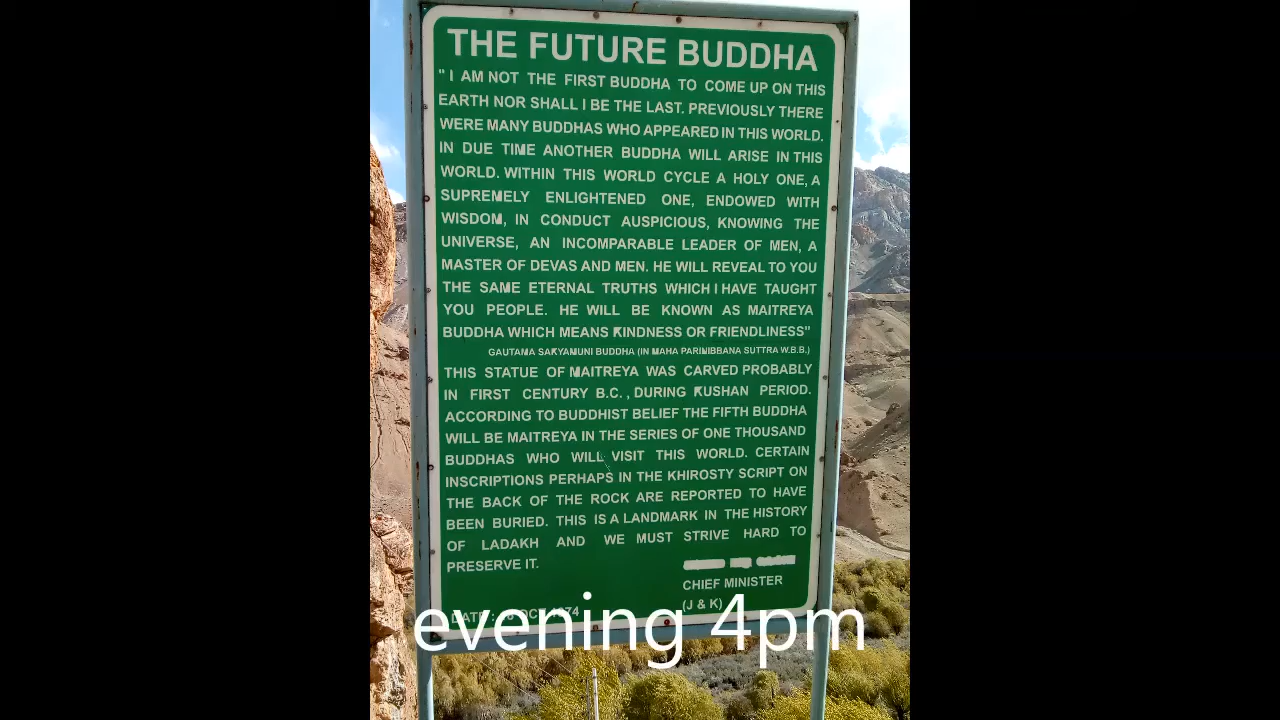 THE FUTURE BUDDHA
" I AM NOT THE FIRST BUDDHA TO COME UP ON THIS
EARTH NOR SHALL I BE THE LAST. PREVIOUSLY THERE
WERE MANY BUDDHAS WHO APPEARED IN THIS WORLD.
IN DUE TIME ANOTHER BUDDHA WILL ARISE IN THIS
WORLD. WITHIN THIS WORLD CYCLE A HOLY ONE, A
SUPREMELY ENLIGHTENED ONE, ENDOWED WITH
WISDOM, IN CONDUCT AUSPICIOUS, KNOWING THE
UNIVERSE, AN INCOMPARABLE LEADER OF MEN, A
MASTER OF DEVAS AND MEN. HE WILL REVEAL TO YOU
THE SAME ETERNAL TRUTHS WHICH I HAVE TAUGHT
YOU PEOPLE. HE WILL BE KNOWN AS MAITREYA
BUDDHA WHICH MEANS KINDNESS OR FRIENDLINESS"
GAUTAMA SAKYAMUNI BUDDHA (IN MAHA PARINIBBANA SUTTRA W.B.B.)
THIS STATUE OF MAITREYA WAS CARVED PROBABLY
IN FIRST CENTURY B.C. , DURING KUSHAN PERIOD.
ACCORDING TO BUDDHIST BELIEF THE FIFTH BUDDHA
WILL BE MAITREYA IN THE SERIES OF ONE THOUSAND
BUDDHAS WHO WILL VISIT THIS WORLD. CERTAIN
INSCRIPTIONS PERHAPS IN THE KHIROSTY SCRIPT ON
THE BACK OF THE ROCK ARE REPORTED TO HAVE
BEEN BURIED. THIS IS A LANDMARK IN THE HISTORY
OF LADAKH AND WE MUST STRIVE HARD TO
PRESERVE IT.
CHIEF MINISTER
(J & K)
DATE : OCT 1974
evening 4pm